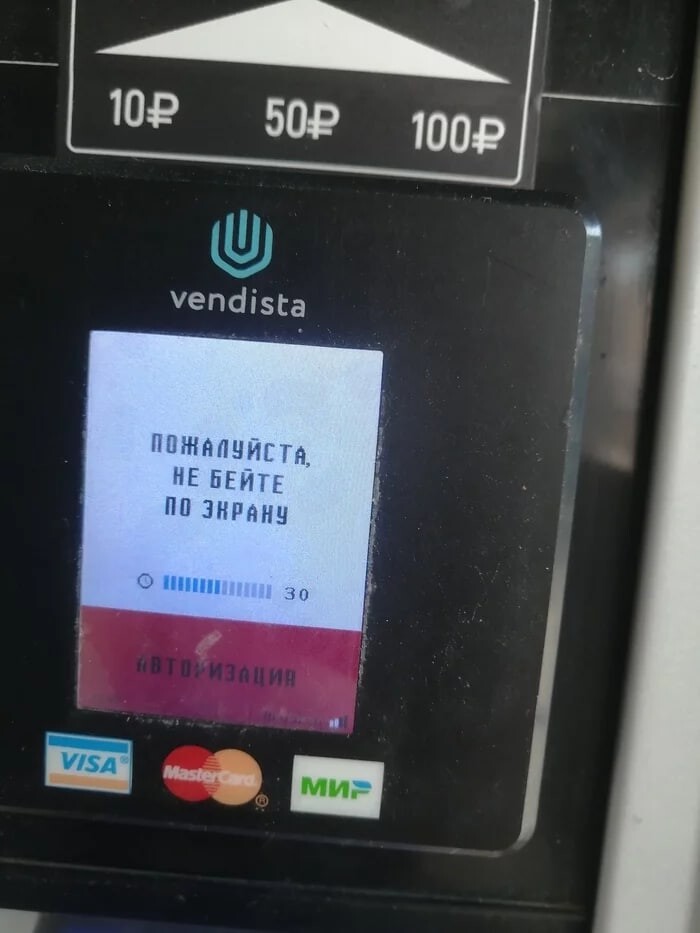 10₽ 50₽ 100₽
vendista
ПОЖАЛУЙСТА,
НЕ БЕЙТЕ
ПО ЭКРАНУ
30
АВТОРИЗАЦИЯ
VISA MasterCard МИР